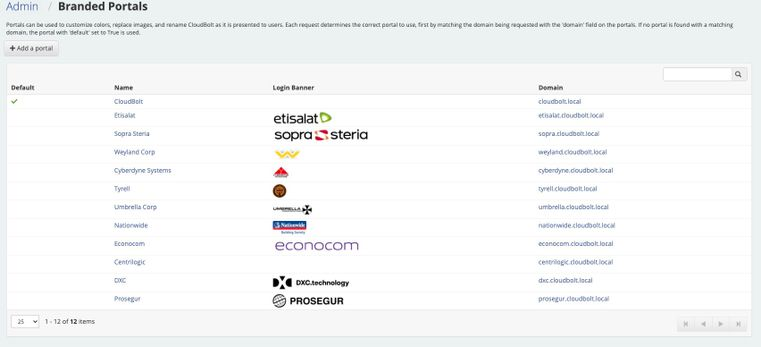 Admin / Branded Portals
Portals can be used to customize colors, replace images, and rename CloudBolt as it is presented to users. Each request determines the correct portal to use, first by matching the domain being requested with the 'domain' field on the portals. If no portal is found with a matching
domain, the portal with 'default' set to True is used.
+ Add a portal
Default Name Login Banner Domain
CloudBolt cloudbolt.local
Etisalat etisalat etisalat.cloudbolt.local
Sopra Steria sopra steria sopra.cloudbolt.local
Weyland Corp weyland.cloudbolt.local
Cyberdyne Systems cyberdyne.cloudbolt.local
Tyrell tyrell.cloudbolt.local
Umbrella Corp UMBRELLA umbrella.cloudbolt.local
Nationwide Nationwide nationwide.cloudbolt.local
Building Society
Econocom econocom econocom.cloudbolt.local
Centrilogic centrilogic.cloudbolt.local
DXC DXC.technology dxc.cloudbolt.local
Prosegur PROSEGUR prosegur.cloudbolt.local
25 1 - 12 of 12 items